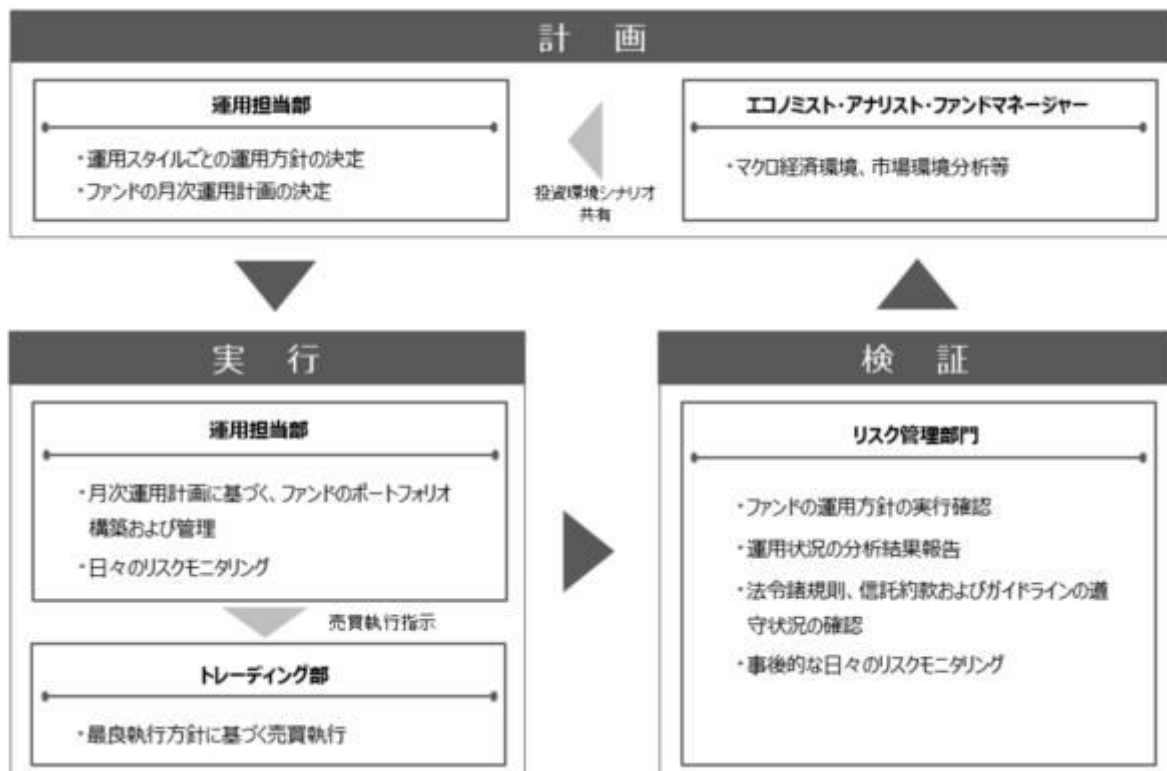 計 画
運用担当部
・運用スタイルごとの運用方針の決定
・ファンドの月次運用計画の決定
投資環境シナリオ
共有
エコノミスト・アナリスト・ファンドマネージャー
・マクロ経済環境、市場環境分析等
実 行
運用担当部
・月次運用計画に基づく、ファンドのポートフォリオ
構築および管理
・日々のリスクモニタリング
売買執行指示
トレーディング部
・最良執行方針に基づく売買執行
検 証
リスク管理部門
・ファンドの運用方針の実行確認
・運用状況の分析結果報告
・法令諸規則、信託約款およびガイドラインの遵
守状況の確認
・事後的な日々のリスクモニタリング